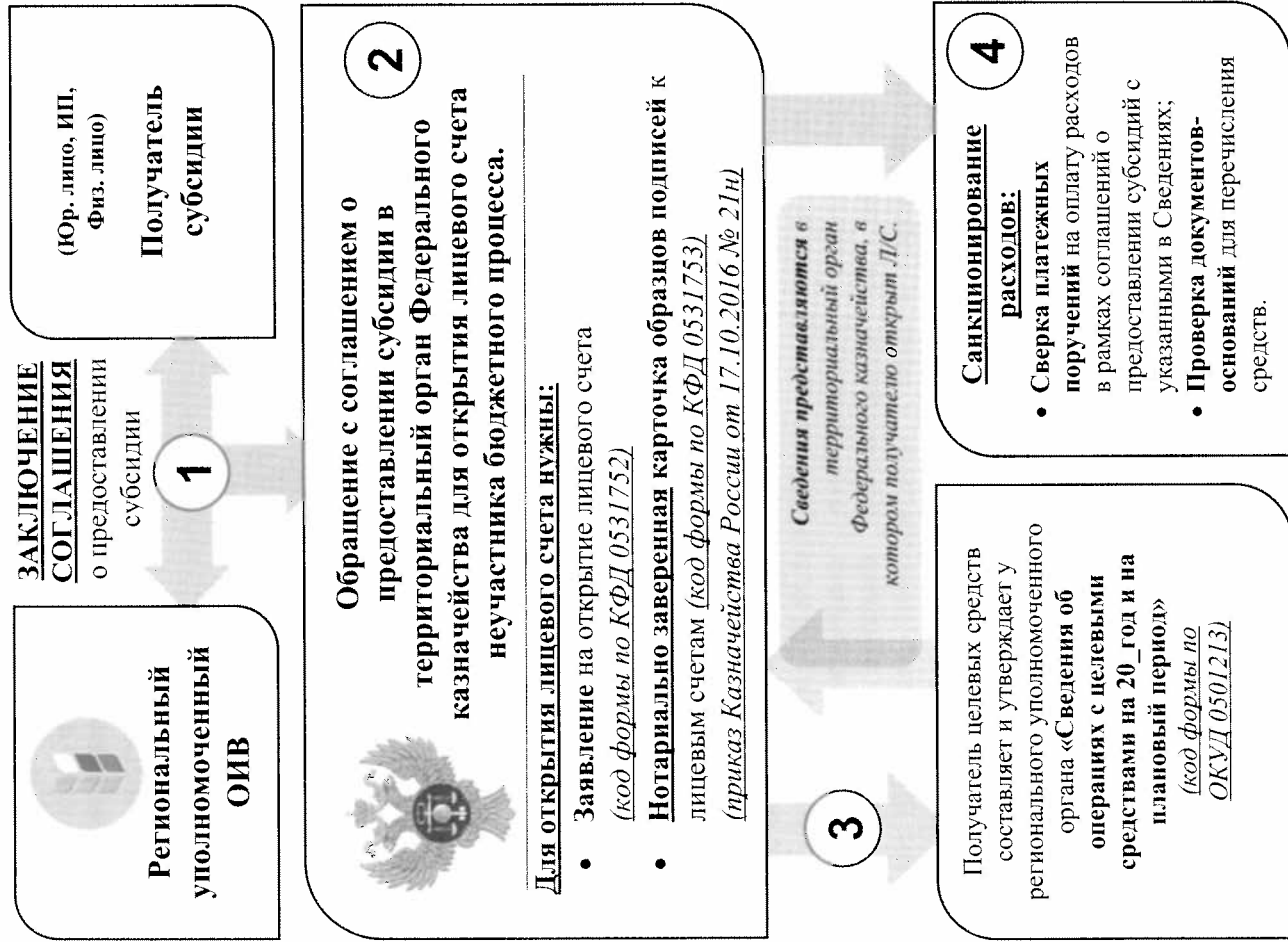 Региональный
уполномоченный
ОИВ
ЗАКЛЮЧЕНИЕ
СОГЛАШЕНИЯ
о предоставлении
субсидии
1
(Юр. лицо, ИП,
Физ. лицо)
Получатель
субсидии
2
Обращение с соглашением о
предоставлении субсидии в
территориальный орган Федерального
казначейства для открытия лицевого счета
неучастника бюджетного процесса.
Для открытия лицевого счета нужны:
• Заявление на открытие лицевого счета
(код формы по КФД 0531752)
• Нотариально заверенная карточка образцов подписей к
лицевым счетам (код формы по КФД 0531753)
(приказ Казначейства России от 17.10.2016 № 21н)
3
Сведения представляются в
территориальный орган
Федерального казначейства, в
котором получателю открыт Л/С.
Получатель целевых средств
составляет и утверждает у
регионального уполномоченного
органа «Сведения об
операциях с целевыми
средствами на 20_год и на
плановый период»
(код формы по
ОКУД 0501213)
4
Санкционирование
расходов:
• Сверка платежных
поручений на оплату расходов
в рамках соглашений о
предоставлении субсидий с
указанными в Сведениях;
• Проверка документов-
оснований для перечисления
средств.